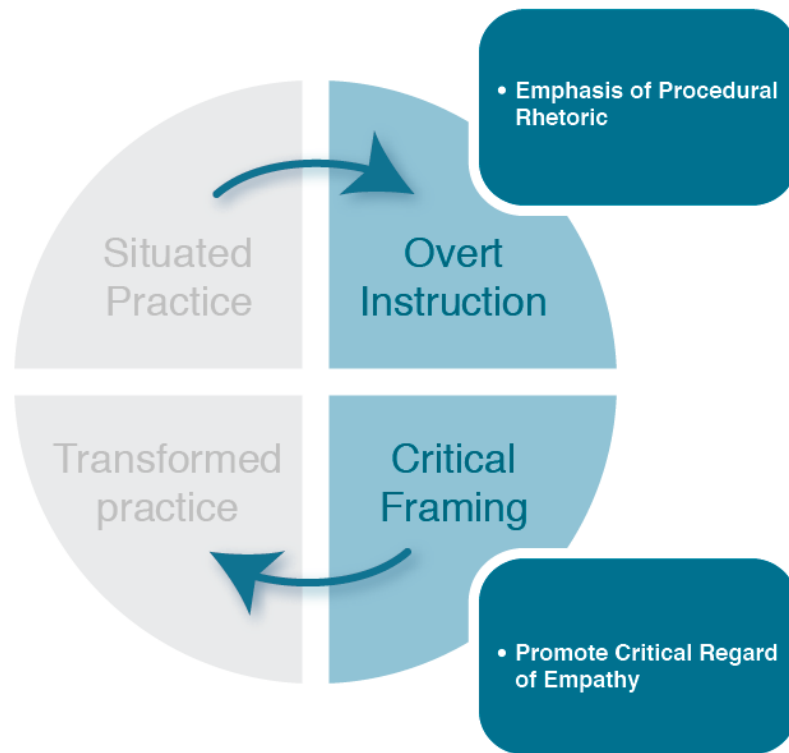 • Emphasis of Procedural
Rhetoric
Situated
Practice
Overt
Instruction
Transformed
practice
Critical
Framing
• Promote Critical Regard
of Empathy